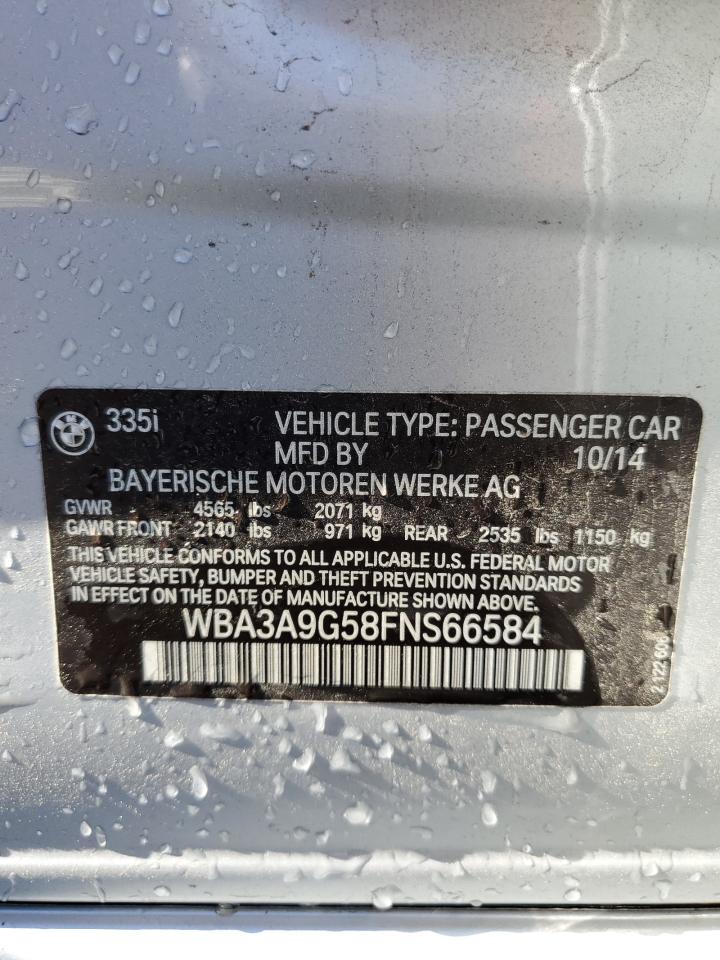 BMW
335i VEHICLE TYPE: PASSENGER CAR
MFD BY 10/14
BAYERISCHE MOTOREN WERKE AG
GVWR 4565 lbs 2071 kg
GAWR FRONT 2140 lbs 971 kg REAR 2535 lbs 1150 kg
THIS VEHICLE CONFORMS TO ALL APPLICABLE U.S. FEDERAL MOTOR
VEHICLE SAFETY, BUMPER AND THEFT PREVENTION STANDARDS
IN EFFECT ON THE DATE OF MANUFACTURE SHOWN ABOVE.
WBA3A9G58FNS66584